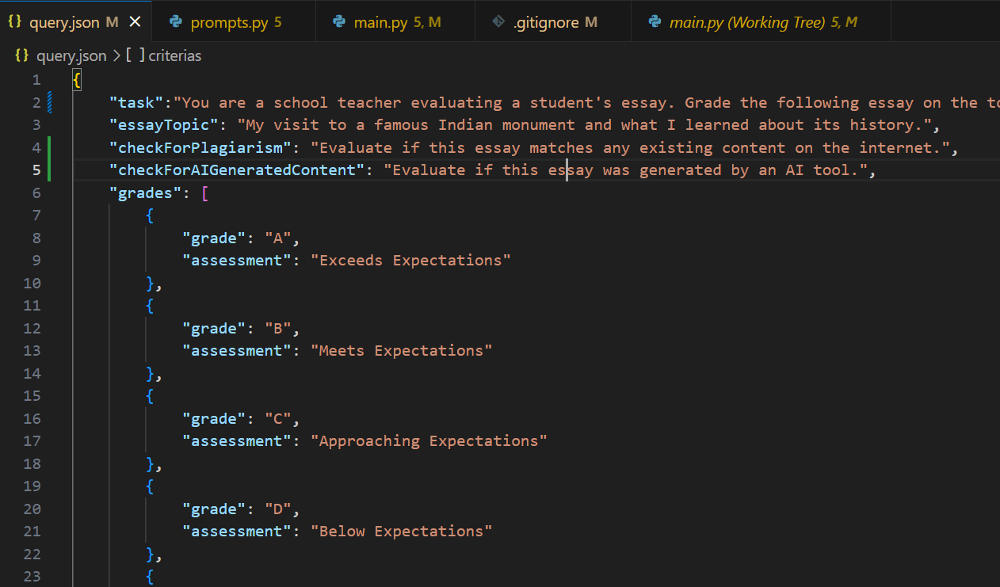 {} query.json M × prompts.py 5 main.py 5, M .gitignore M main.py (Working Tree) 5, M
{} query.json > [ ] criterias
1 {
2 "task":"You are a school teacher evaluating a student's essay. Grade the following essay on the
3 "essayTopic": "My visit to a famous Indian monument and what I learned about its history.",
4 "checkForPlagiarism": "Evaluate if this essay matches any existing content on the internet.",
5 "checkForAIGeneratedContent": "Evaluate if this essay was generated by an AI tool.",
6 "grades": [
7 {
8 "grade": "A",
9 "assessment": "Exceeds Expectations"
10 },
11 {
12 "grade": "B",
13 "assessment": "Meets Expectations"
14 },
15 {
16 "grade": "C",
17 "assessment": "Approaching Expectations"
18 },
19 {
20 "grade": "D",
21 "assessment": "Below Expectations"
22 },
23 {